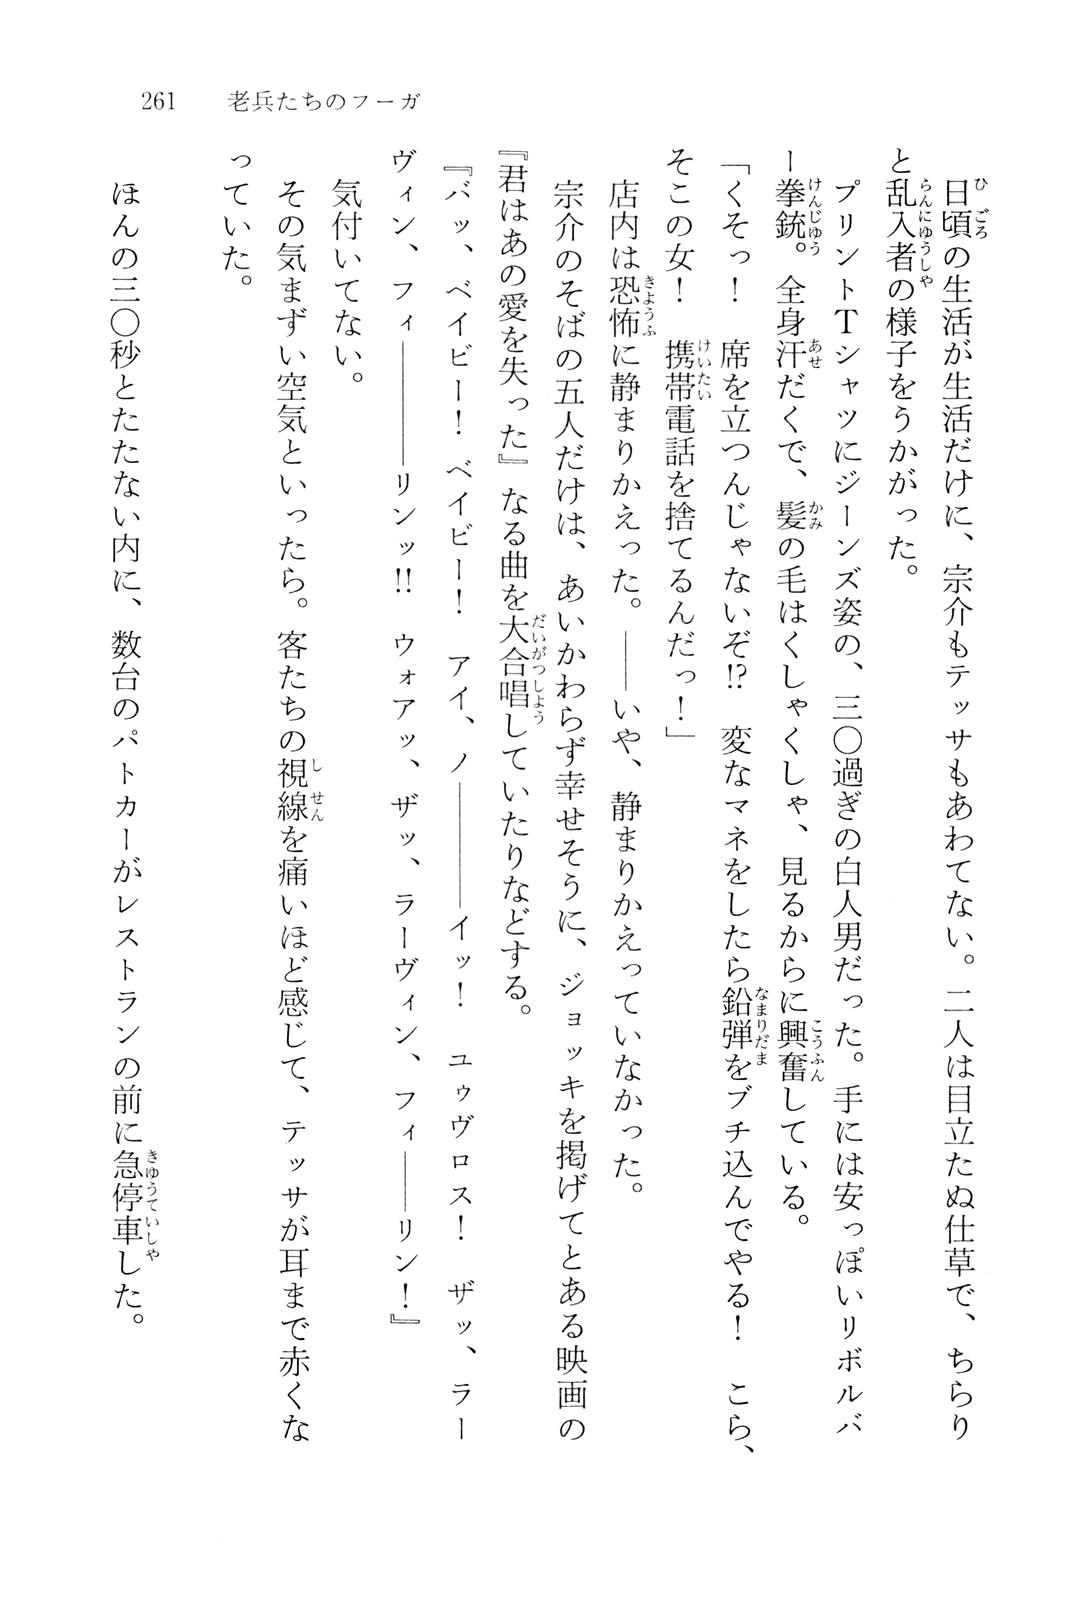 261　老兵たちのフーガ
　日頃の生活が生活だけに、宗介もテッサもあわてない。二人は目立たぬ仕草で、ちらり
と乱入者の様子をうかがった。
　プリントTシャツにジーンズ姿の、三〇過ぎの白人男だった。手には安っぽいリボルバ
ー拳銃。全身汗だくで、髪の毛はくしゃくしゃ、見るからに興奮している。
「くそっ！　席を立つんじゃないぞ!?　変なマネをしたら鉛弾をブチ込んでやる！　こら、
そこの女！　携帯電話を捨てるんだっ！」
　店内は恐怖に静まりかえった。――いや、静まりかえっていなかった。
　宗介のそばの五人だけは、あいかわらず幸せそうに、ジョッキを掲げてとある映画の
『君はあの愛を失った』なる曲を大合唱していたりなどする。
『バッ、ベイビー！　ベイビー！　アイ、ノ――――イッ！　ユゥヴロス！　ザッ、ラー
ヴィン、フィ――――リンッ!!　ウォアッ、ザッ、ラーヴィン、フィ――リン！』
　気付いてない。
　その気まずい空気といったら。客たちの視線を痛いほど感じて、テッサが耳まで赤くな
っていた。
　ほんの三〇秒とたたない内に、数台のパトカーがレストランの前に急停車した。